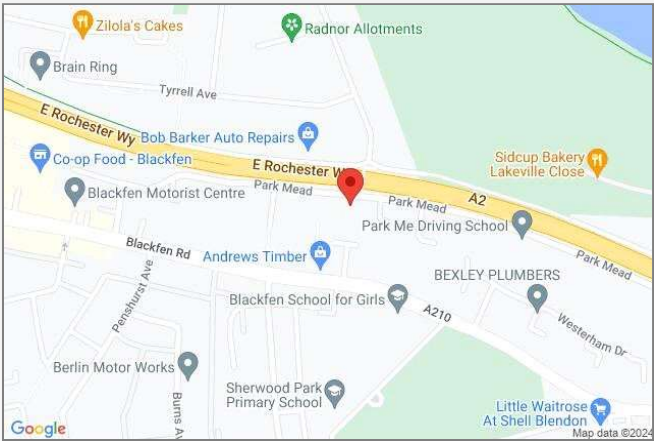 Zilola's Cakes
Radnor Allotments
Brain Ring
Tyrrell Ave
E Rochester Wy
Bob Barker Auto Repairs
Co-op Food - Blackfen
E Rochester W
Sidcup Bakery
Lakeville Close
Park Mead
Blackfen Motorist Centre
A2
Park Mead
Park Me Driving School
Blackfen Rd
Andrews Timber
Park Mead
BEXLEY PLUMBERS
Penshurst Ave
Blackfen School for Girls
A210
Westerham Dr
Berlin Motor Works
Burns Av
Sherwood Park
Primary School
Little Waitrose
At Shell Blendon
Google
Map data ©2024